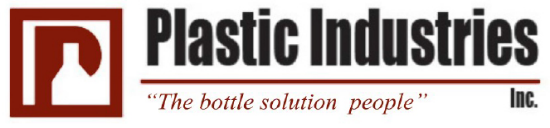 Plastic Industries
Inc.
“The bottle solution people”